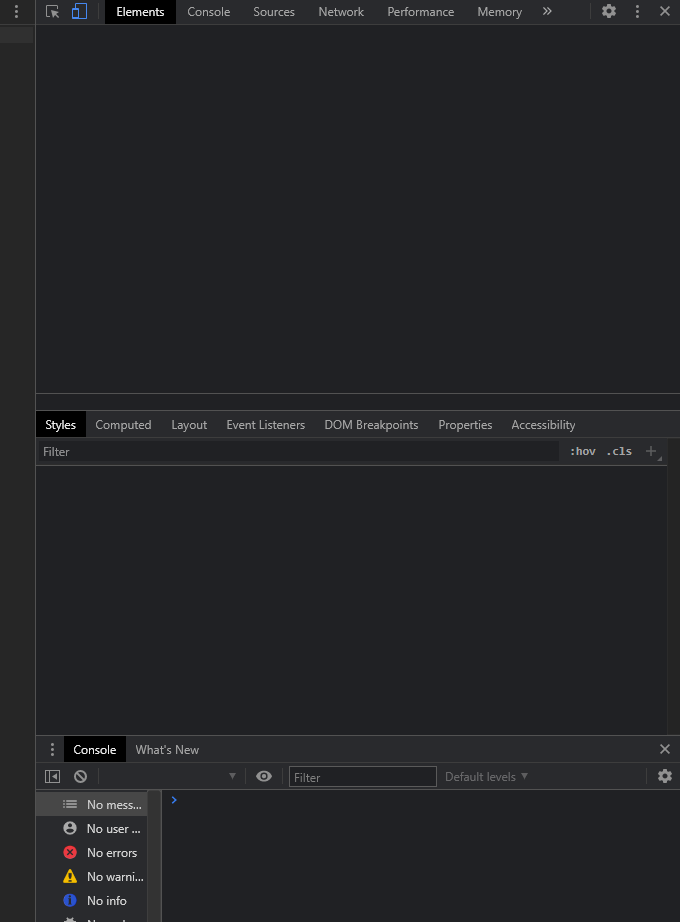 Elements Console Sources Network Performance Memory »
Styles Computed Layout Event Listeners DOM Breakpoints Properties Accessibility
Filter :hov .cls +
Console What's New
Filter Default levels
No mess...
No user ...
No errors
No warni...
No info